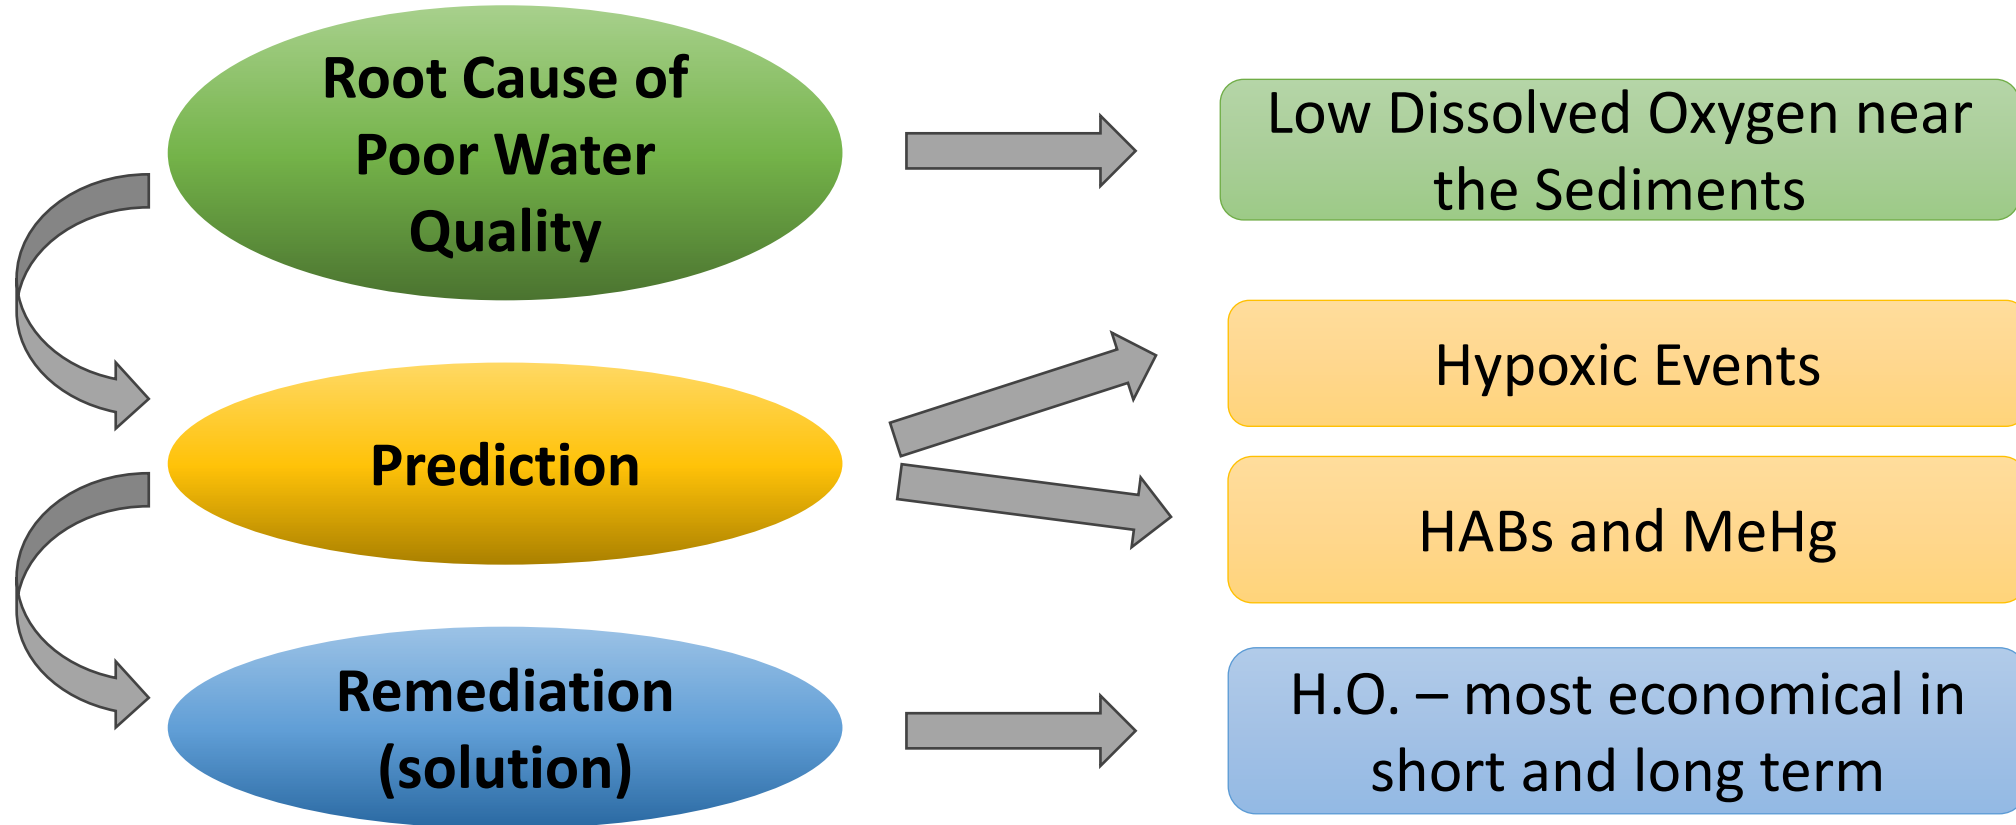 Root Cause of
Poor Water
Quality
Low Dissolved Oxygen near
the Sediments
Prediction
Hypoxic Events
HABs and MeHg
Remediation
(solution)
H.O. – most economical in
short and long term